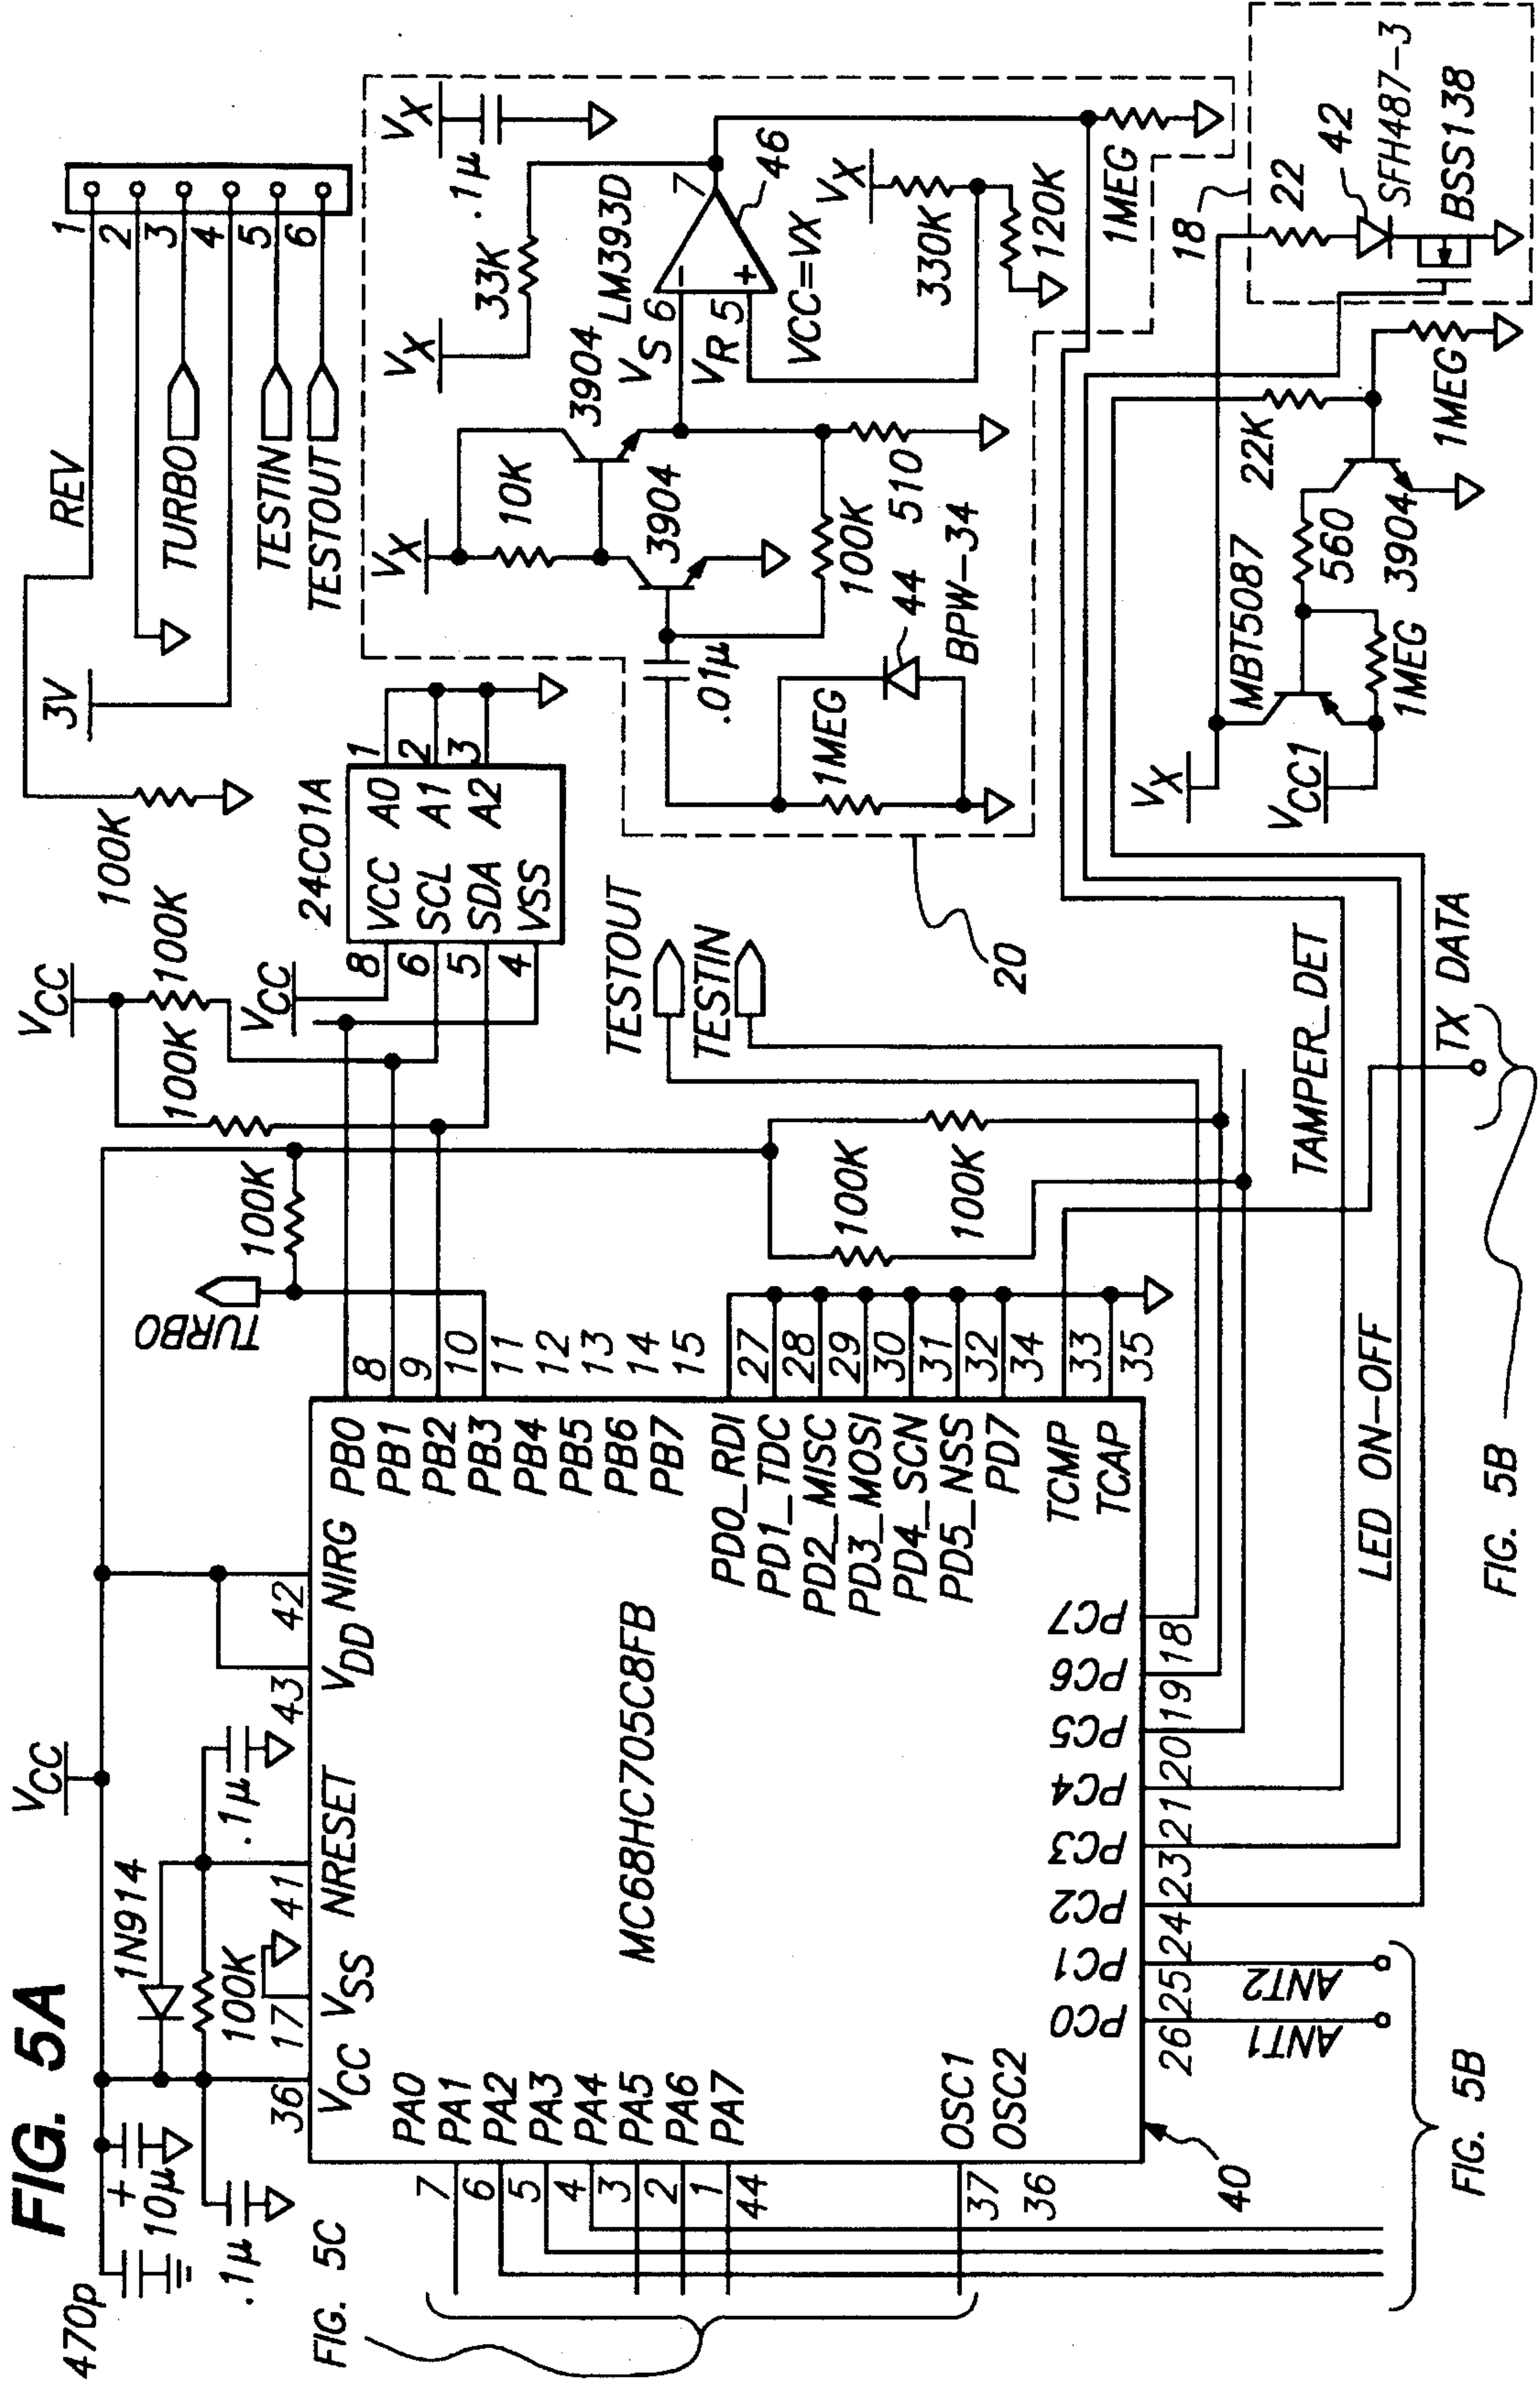 FIG. 5A
470p
10µ
+
.1µ
1N914
100K
.1µ
VCC
36
17
41
43
42
VCC
VSS
NRESET
VDD
NIRG
FIG. 5C
7
6
5
4
3
2
1
44
37
36
PA0
PA1
PA2
PA3
PA4
PA5
PA6
PA7
OSC1
OSC2
MC68HC705C8FB
40
PB0
PB1
PB2
PB3
PB4
PB5
PB6
PB7
8
9
10
11
12
13
14
15
PD0_RDI
PD1_TDC
PD2_MISC
PD3_MOSI
PD4_SCN
PD5_NSS
PD7
TCMP
TCAP
27
28
29
30
31
32
34
33
35
PC0
PC1
PC2
PC3
PC4
PC5
PC6
PC7
26
25
24
23
21
20
19
18
ANT1
ANT2
FIG. 5B
TURBO
100K
VCC
100K
100K
VCC
24C01A
8
6
5
4
VCC
SCL
SDA
VSS
A0
A1
A2
1
2
3
100K
3V
REV
1
2
3
4
5
6
TURBO
TESTIN
TESTOUT
TESTOUT
TESTIN
100K
100K
20
VX
10K
3904
3904
.01µ
1MEG
44
BPW-34
100K
510
VX
33K
VX
.1µ
LM393D
VS
6
VR
5
7
46
VCC=VX
VX
330K
120K
1MEG
TAMPER_DET
LED ON-OFF
TX DATA
FIG. 5B
VX
VCC1
MBT5087
1MEG
560
3904
22K
1MEG
18
22
42
SFH487-3
BSS138